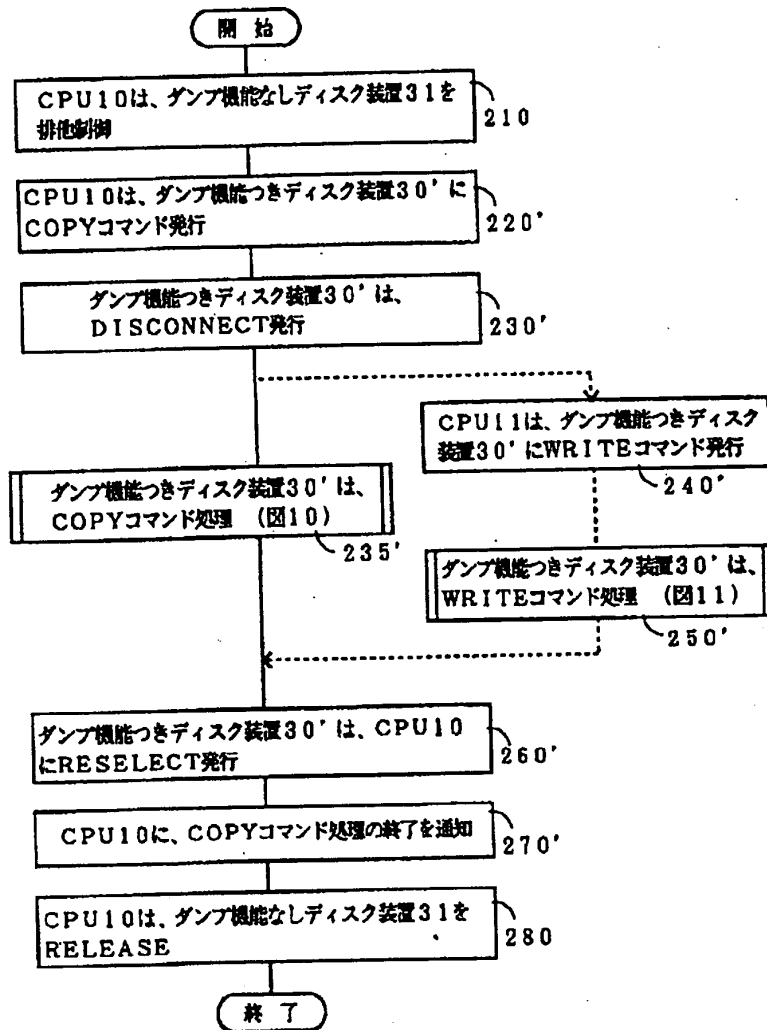 開 始
CPU10は、ダンプ機能なしディスク装置31を
排他制御
210
CPU10は、ダンプ機能つきディスク装置30'に
COPYコマンド発行
220'
ダンプ機能つきディスク装置30'は、
DISCONNECT発行
230'
CPU11は、ダンプ機能つきディスク
装置30'にWRITEコマンド発行
240'
ダンプ機能つきディスク装置30'は、
COPYコマンド処理 (図10)
235'
ダンプ機能つきディスク装置30'は、
WRITEコマンド処理 (図11)
250'
ダンプ機能つきディスク装置30'は、CPU10
にRESELECT発行
260'
CPU10に、COPYコマンド処理の終了を通知
270'
CPU10は、ダンプ機能なしディスク装置31を
RELEASE
280
終 了